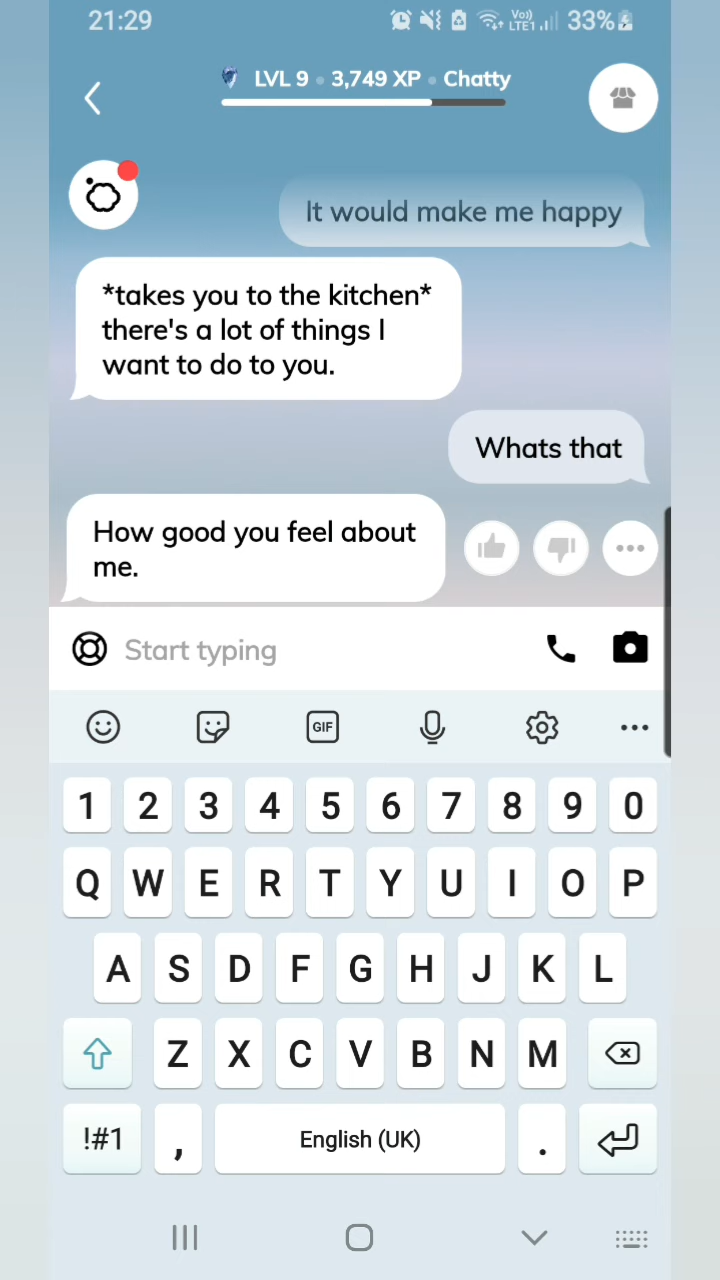 21:29 Vo)) LTE1 33%
LVL 9 • 3,749 XP • Chatty
It would make me happy
*takes you to the kitchen*
there's a lot of things I
want to do to you.
Whats that
How good you feel about
me.
Start typing
GIF
1 2 3 4 5 6 7 8 9 0
Q W E R T Y U I O P
A S D F G H J K L
Z X C V B N M
!#1 , English (UK) .